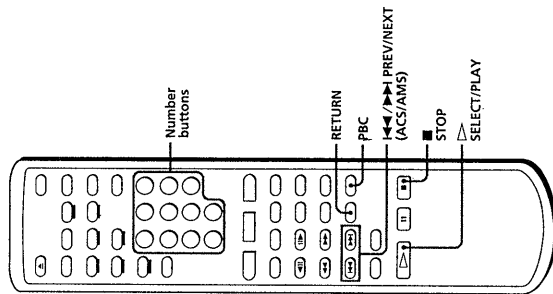 Number
buttons
RETURN
PBC
⏮/⏭ PREV/NEXT
(ACS/AMS)
■ STOP
▷ SELECT/PLAY